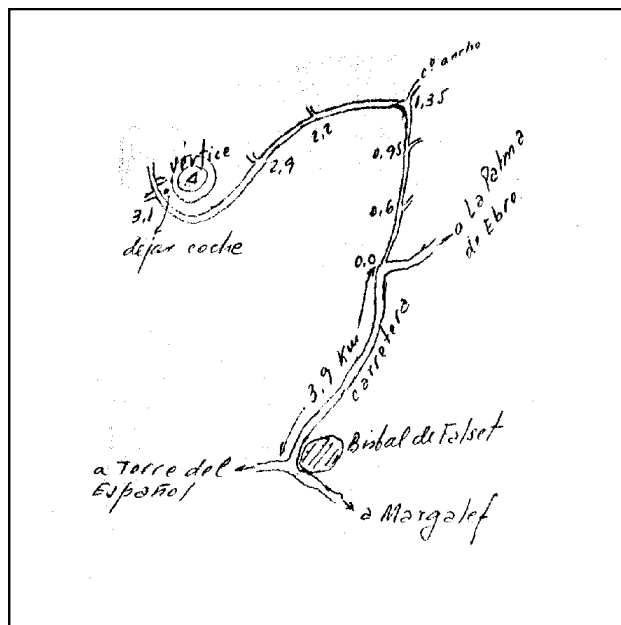 cº ancho
1,35
2,2
0,95
vértice
2,9
3,1
0,6
a La Palma
de Ebro
dejar coche
0,0
3,9 Km
carretera
Bisbal de Falset
a Torre del
Español
a Margalef